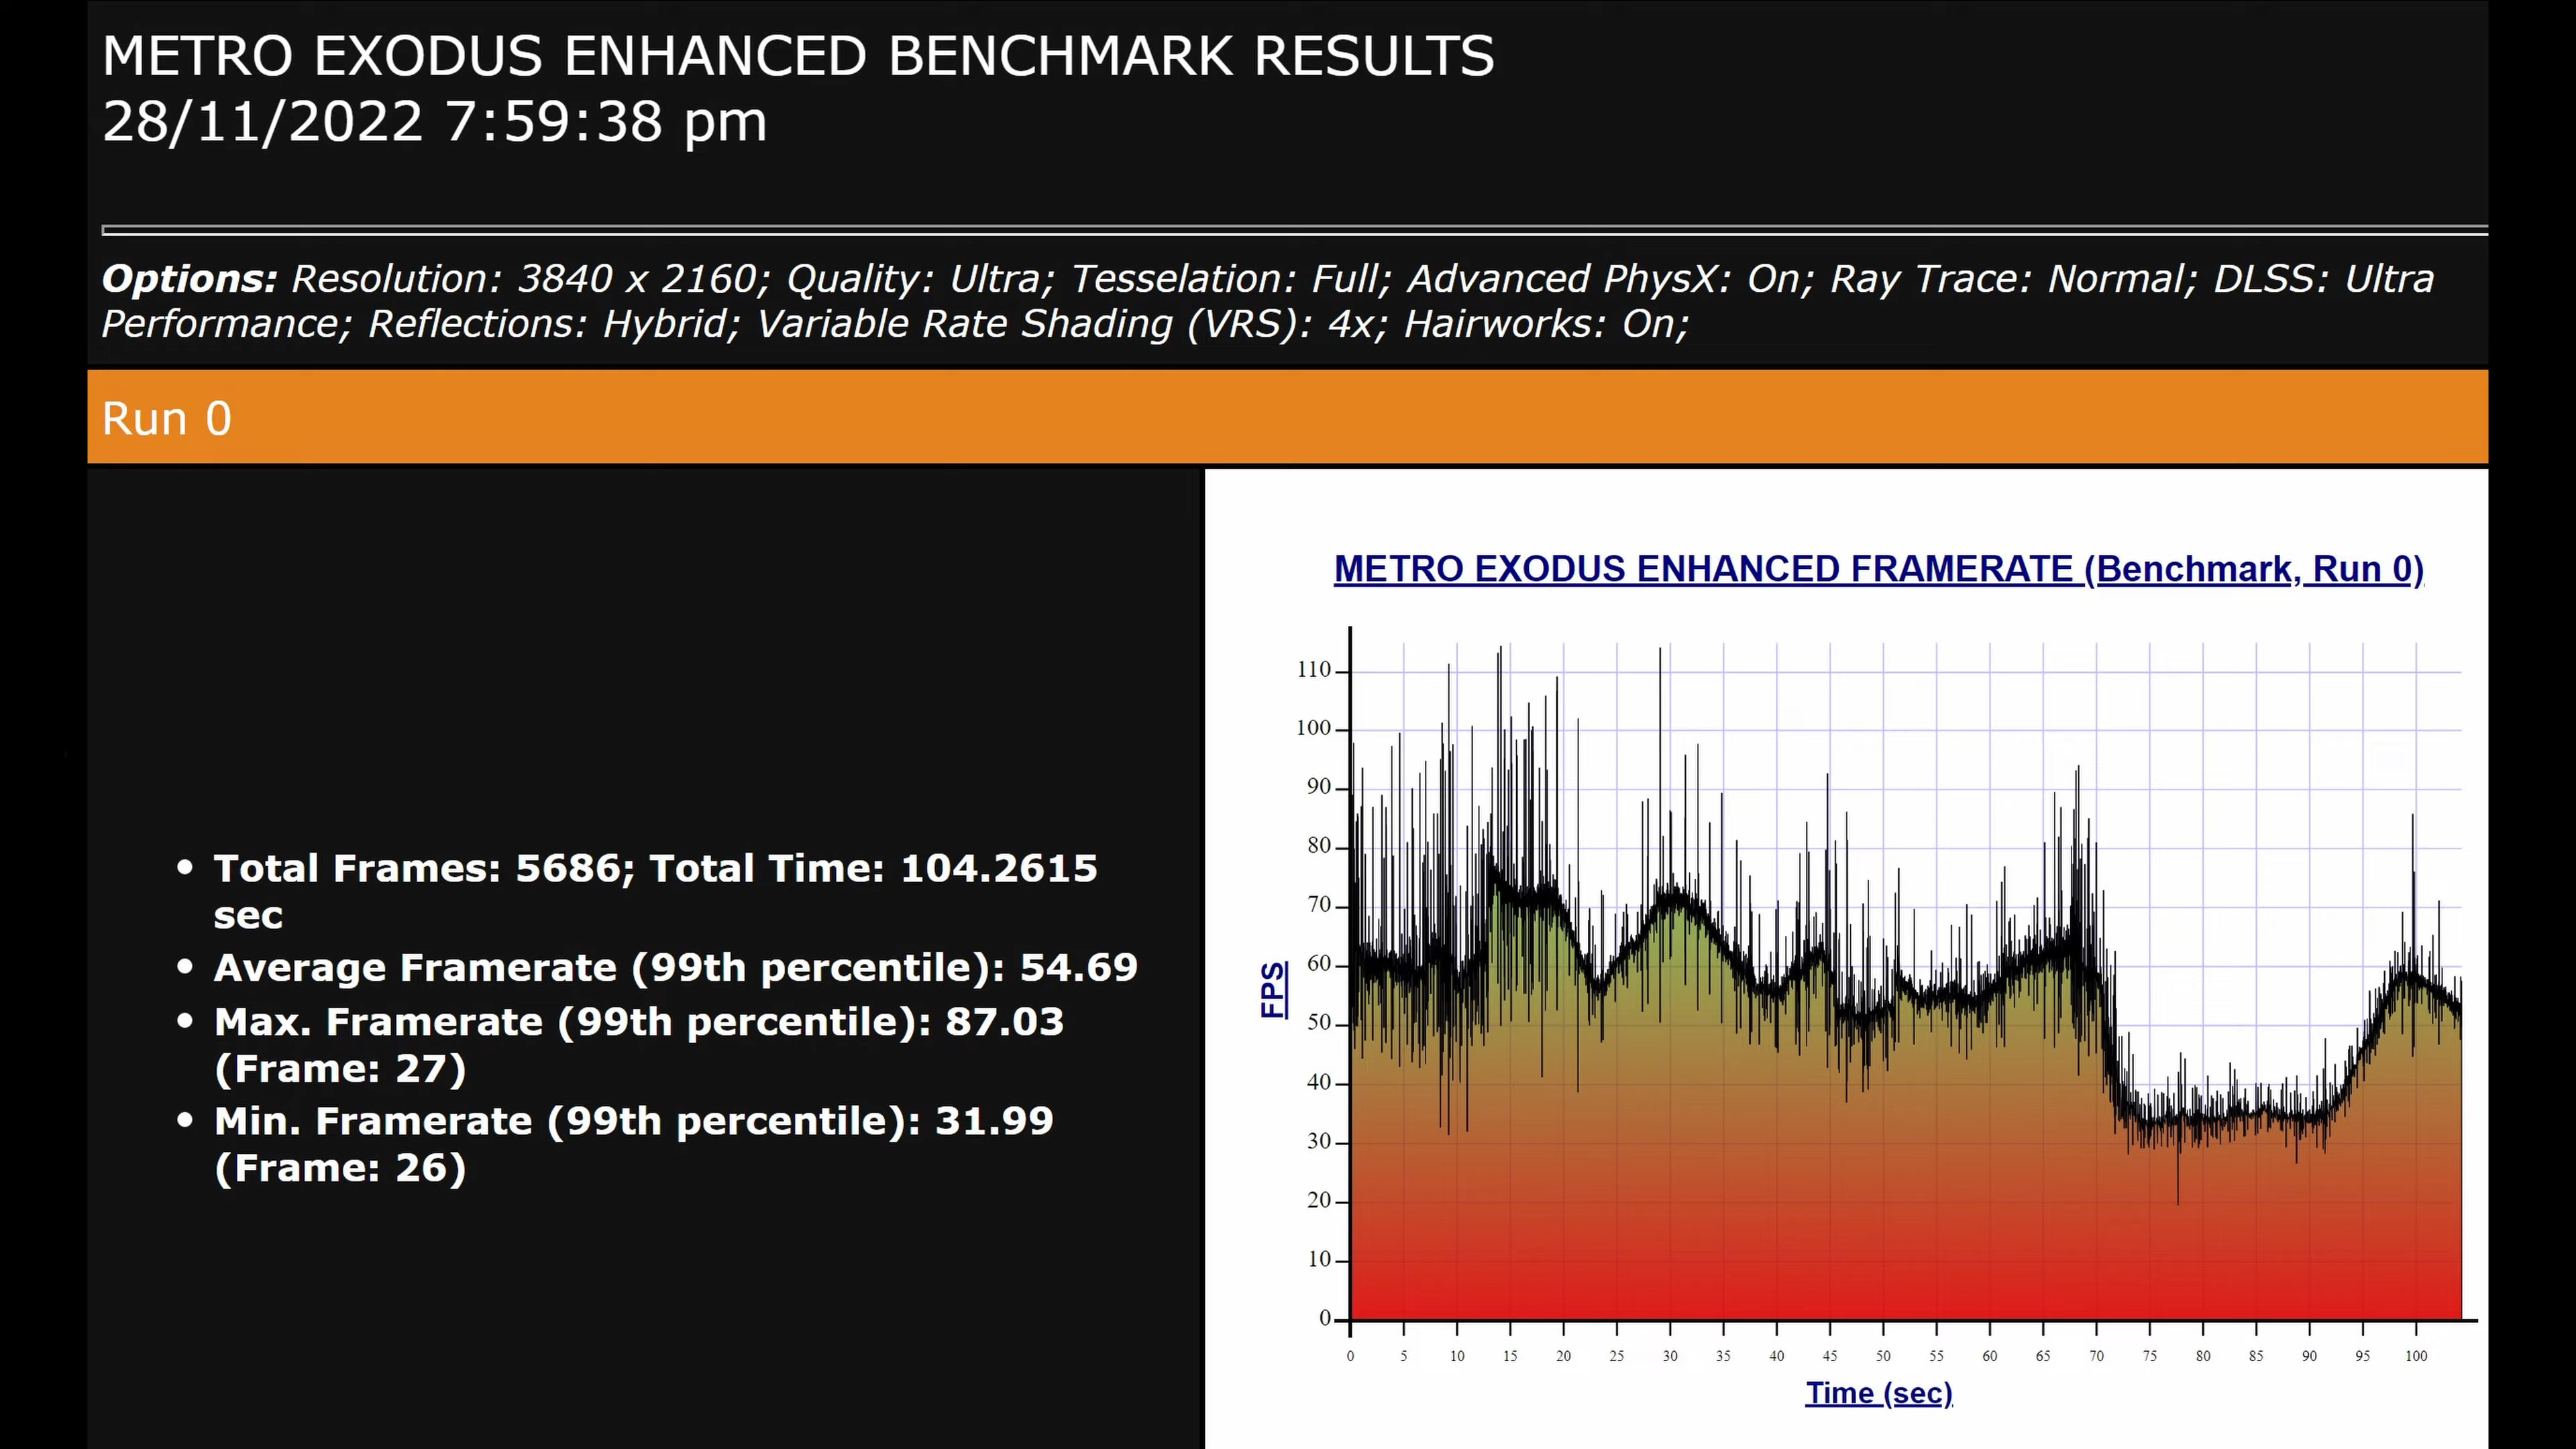 METRO EXODUS ENHANCED BENCHMARK RESULTS
28/11/2022 7:59:38 pm
Options: Resolution: 3840 x 2160; Quality: Ultra; Tesselation: Full; Advanced PhysX: On; Ray Trace: Normal; DLSS: Ultra
Performance; Reflections: Hybrid; Variable Rate Shading (VRS): 4x; Hairworks: On;
Run 0
• Total Frames: 5686; Total Time: 104.2615
sec
• Average Framerate (99th percentile): 54.69
• Max. Framerate (99th percentile): 87.03
(Frame: 27)
• Min. Framerate (99th percentile): 31.99
(Frame: 26)
METRO EXODUS ENHANCED FRAMERATE (Benchmark, Run 0)
110
100
90
80
70
60
50
40
30
20
10
0
FPS
0 5 10 15 20 25 30 35 40 45 50 55 60 65 70 75 80 85 90 95 100
Time (sec)